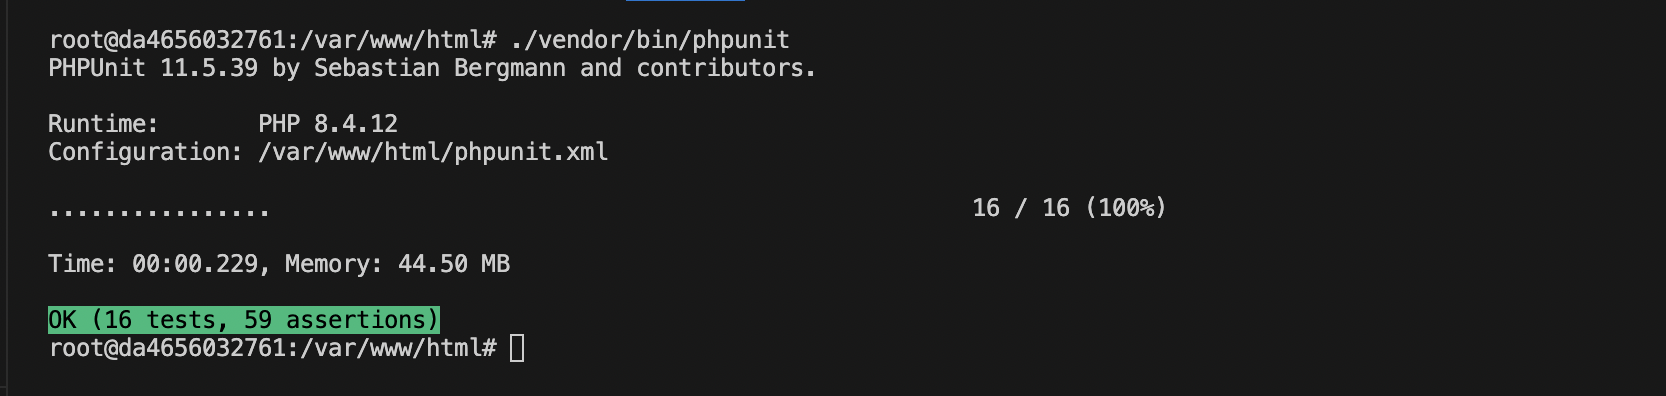 root@da4656032761:/var/www/html# ./vendor/bin/phpunit
PHPUnit 11.5.39 by Sebastian Bergmann and contributors.
Runtime:       PHP 8.4.12
Configuration: /var/www/html/phpunit.xml
................                                                  16 / 16 (100%)
Time: 00:00.229, Memory: 44.50 MB
OK (16 tests, 59 assertions)
root@da4656032761:/var/www/html#